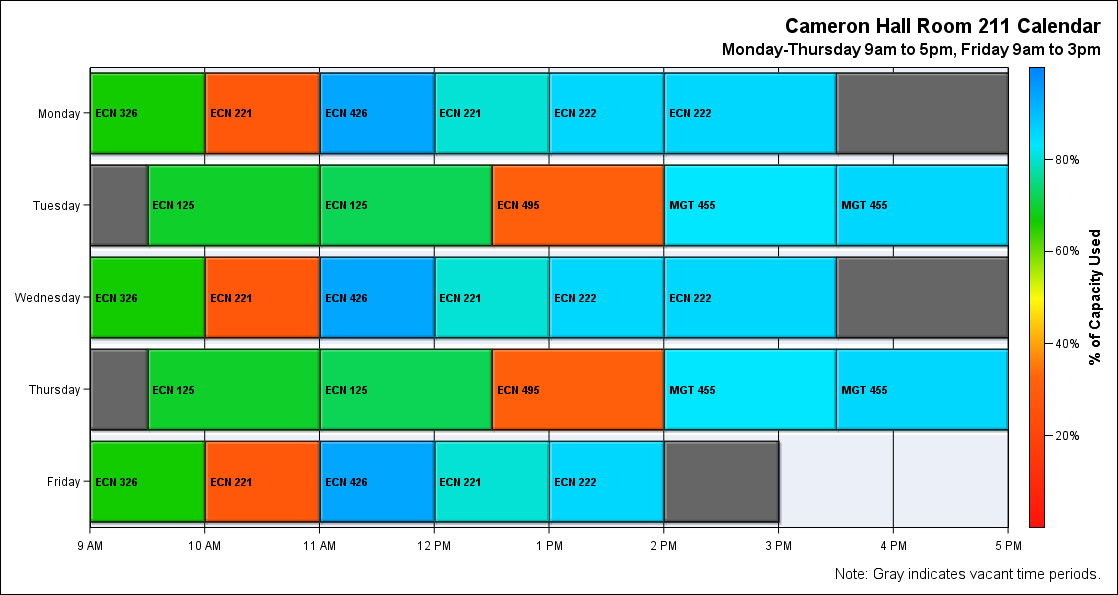 Cameron Hall Room 211 Calendar
Monday-Thursday 9am to 5pm, Friday 9am to 3pm
Monday
ECN 326
ECN 221
ECN 426
ECN 221
ECN 222
ECN 222
Tuesday
ECN 125
ECN 125
ECN 495
MGT 455
MGT 455
Wednesday
ECN 326
ECN 221
ECN 426
ECN 221
ECN 222
ECN 222
Thursday
ECN 125
ECN 125
ECN 495
MGT 455
MGT 455
Friday
ECN 326
ECN 221
ECN 426
ECN 221
ECN 222
9 AM
10 AM
11 AM
12 PM
1 PM
2 PM
3 PM
4 PM
5 PM
80%
60%
40%
20%
% of Capacity Used
Note: Gray indicates vacant time periods.